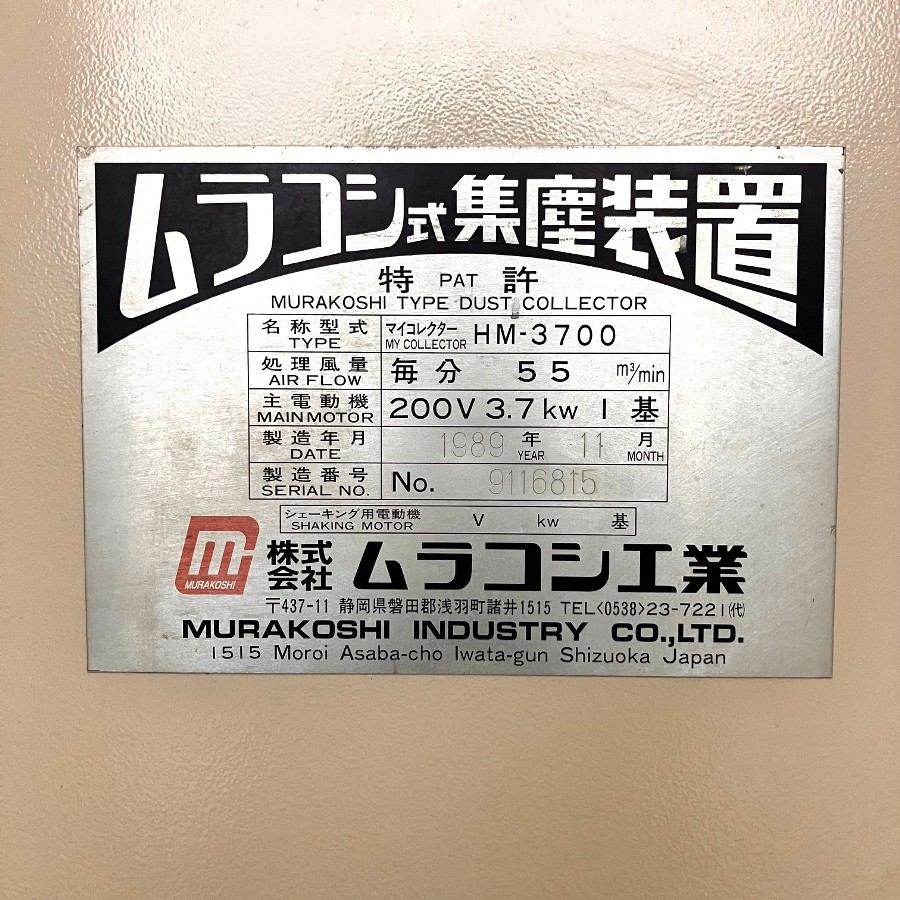 ムラコシ式集塵装置
特 PAT 許
MURAKOSHI TYPE DUST COLLECTOR
名称型式 マイコレクター HM-3700
TYPE MY COLLECTOR
処理風量 毎分 55 m³/min
AIR FLOW
主電動機 200V 3.7kw 1 基
MAIN MOTOR
製造年月 1989 年 11 月
DATE YEAR MONTH
製造番号 No. 9116815
SERIAL NO.
シェーキング用電動機 V kw 基
SHAKING MOTOR
MURAKOSHI
株式会社 ムラコシ工業
〒437-11 静岡県磐田郡浅羽町諸井1515 TEL<0538>23-7221(代)
MURAKOSHI INDUSTRY CO.,LTD.
1515 Moroi Asaba-cho Iwata-gun Shizuoka Japan